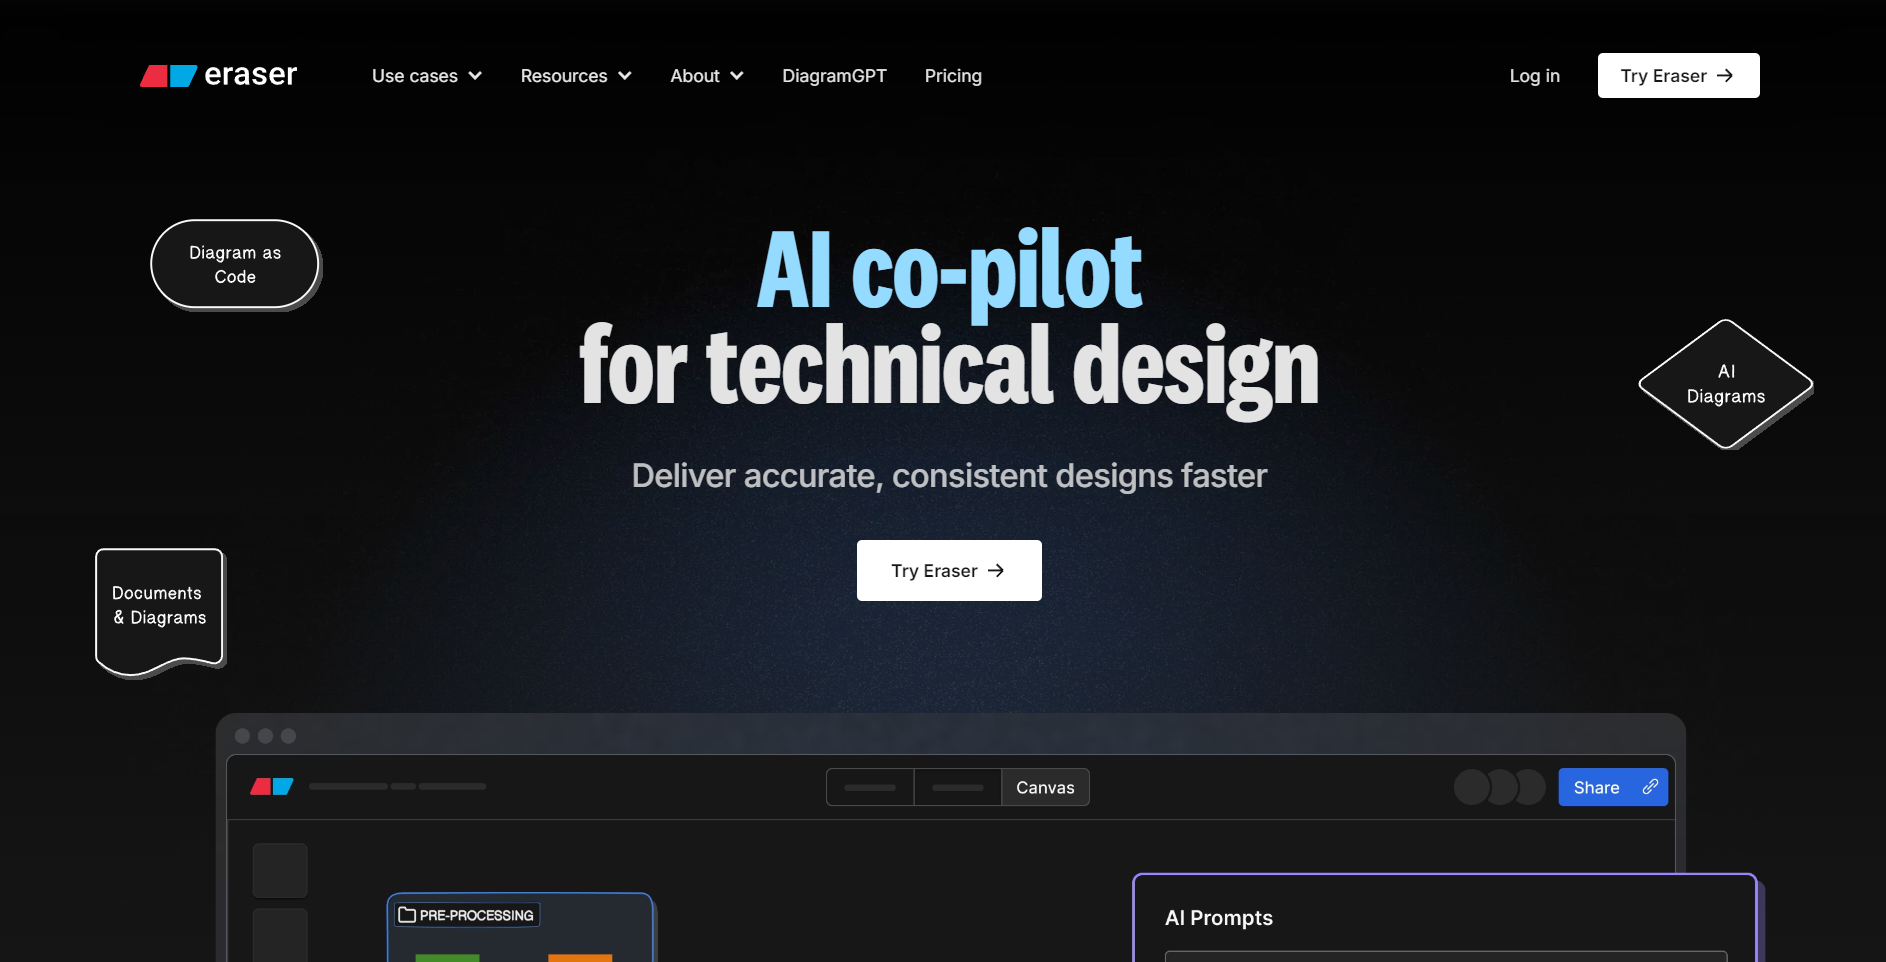 eraser
Use cases
Resources
About
DiagramGPT
Pricing
Log in
Try Eraser
Diagram as
Code
AI co-pilot
for technical design
AI
Diagrams
Deliver accurate, consistent designs faster
Try Eraser
Documents
& Diagrams
Canvas
Share
PRE-PROCESSING
AI Prompts